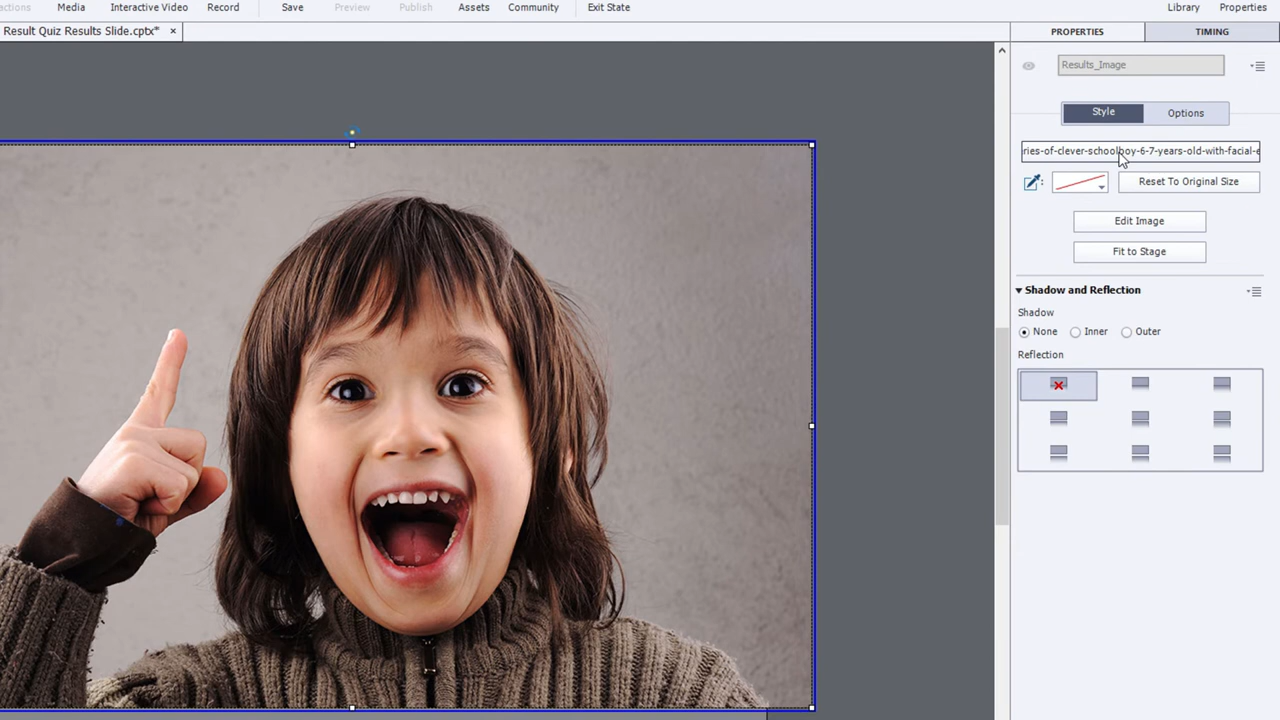 Media Interactive Video Record Save Preview Publish Assets Community Exit State Library Properties
Result Quiz Results Slide.cptx* ×
PROPERTIES TIMING
Results_Image
Style Options
ries-of-clever-schoolboy-6-7-years-old-with-facial-e
Reset To Original Size
Edit Image
Fit to Stage
Shadow and Reflection
Shadow
None Inner Outer
Reflection